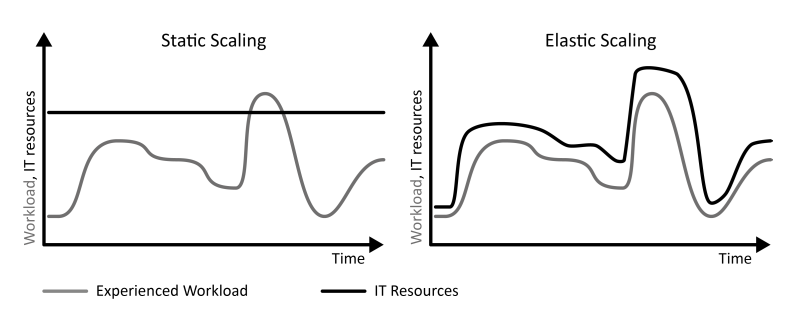 Static Scaling
Workload, IT resources
Time
Elastic Scaling
Workload, IT resources
Time
Experienced Workload
IT Resources